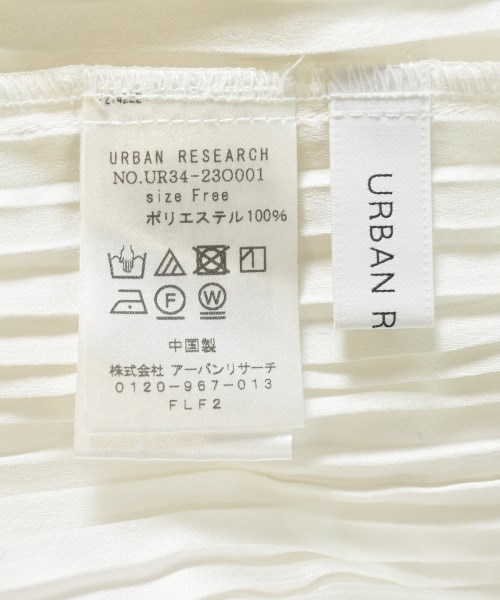 URBAN RESEARCH
NO.UR34-230001
size Free
ポリエステル100%
F W
中国製
株式会社 アーバンリサーチ
0120-967-013
FLF2
URBAN R